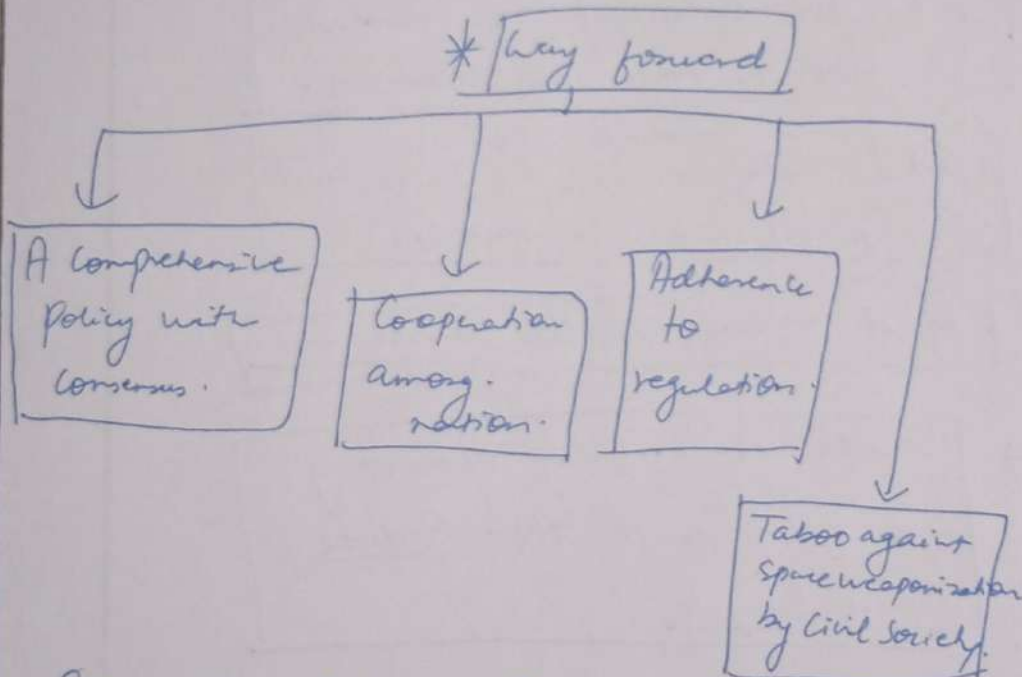 * Way forward
A Comprehensive
Policy with
Consensus.
Cooperation
among.
nation.
Adherence
to
regulation.
Taboo against
space weaponization
by Civil Society.